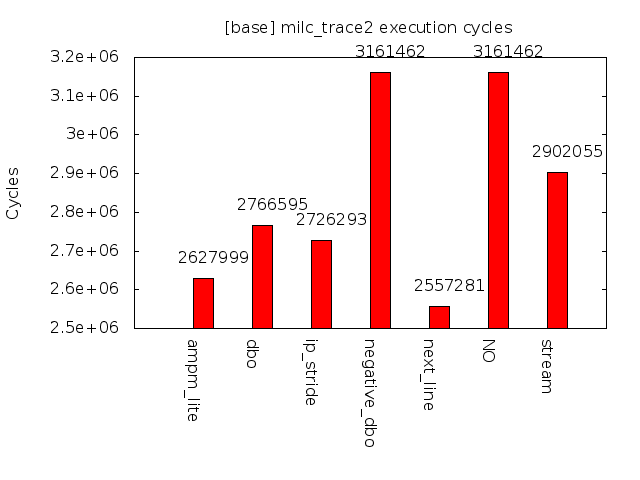 [base] milc_trace2 execution cycles
3.2e+06
3.1e+06
3e+06
2.9e+06
2.8e+06
2.7e+06
2.6e+06
2.5e+06
Cycles
2627999
2766595
2726293
3161462
2557281
3161462
2902055
ampm_lite
dbo
ip_stride
negative_dbo
next_line
NO
stream